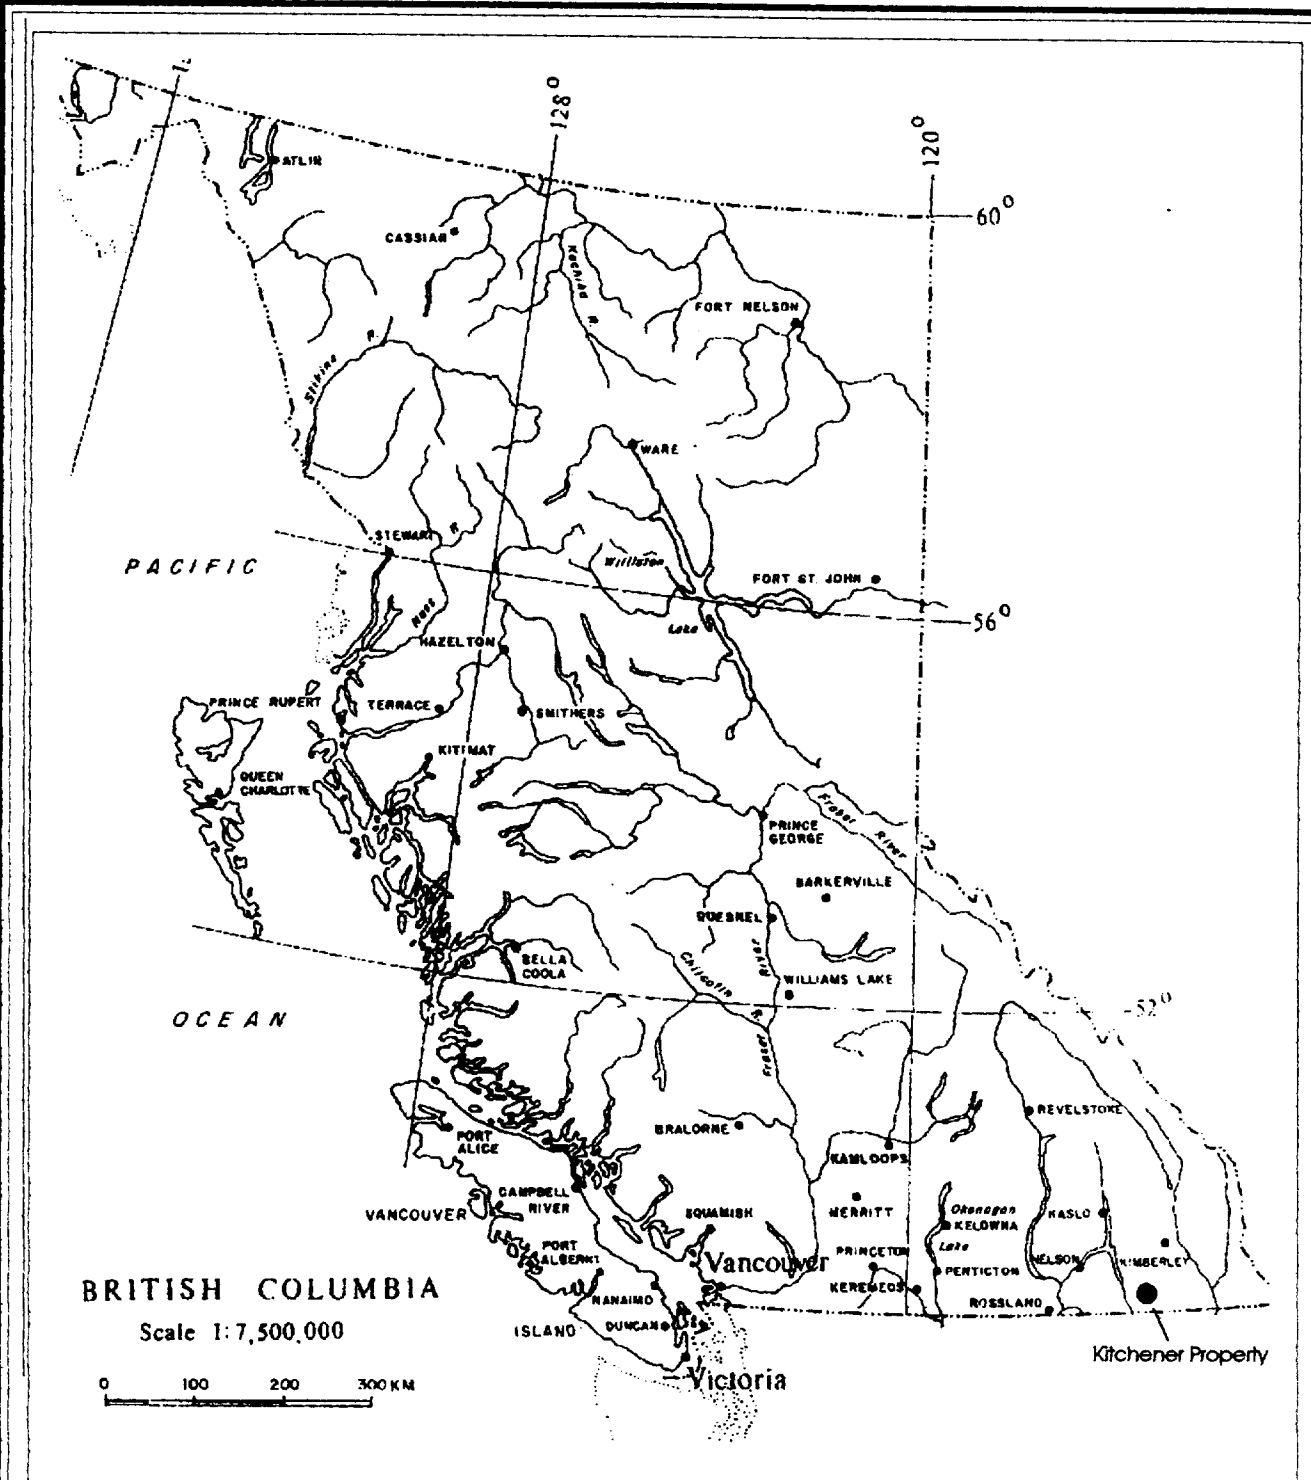 128°
120°
ATLIN
60°
CASSIAR
Kechika R.
FORT NELSON
Stikine R.
WARE
STEWART
PACIFIC
Williston
Lake
FORT ST. JOHN
56°
Nass R.
HAZELTON
PRINCE RUPERT
TERRACE
SMITHERS
KITIMAT
QUEEN
CHARLOTTE
Fraser River
PRINCE
GEORGE
BARKERVILLE
QUESNEL
BELLA
COOLA
Chilcotin
River
WILLIAMS LAKE
52°
OCEAN
Fraser
REVELSTOKE
BRALORNE
PORT
ALICE
KAMLOOPS
CAMPBELL
RIVER
VANCOUVER
SQUAMISH
MERRITT
Okanagan
Lake
KELOWNA
KASLO
PORT
ALBERNI
Vancouver
PRINCETON
PENTICTON
NELSON
KIMBERLEY
BRITISH COLUMBIA
NANAIMO
KEREMEOS
ROSSLAND
Scale 1:7,500,000
ISLAND
DUNCAN
Kitchener Property
Victoria
0 100 200 300 KM